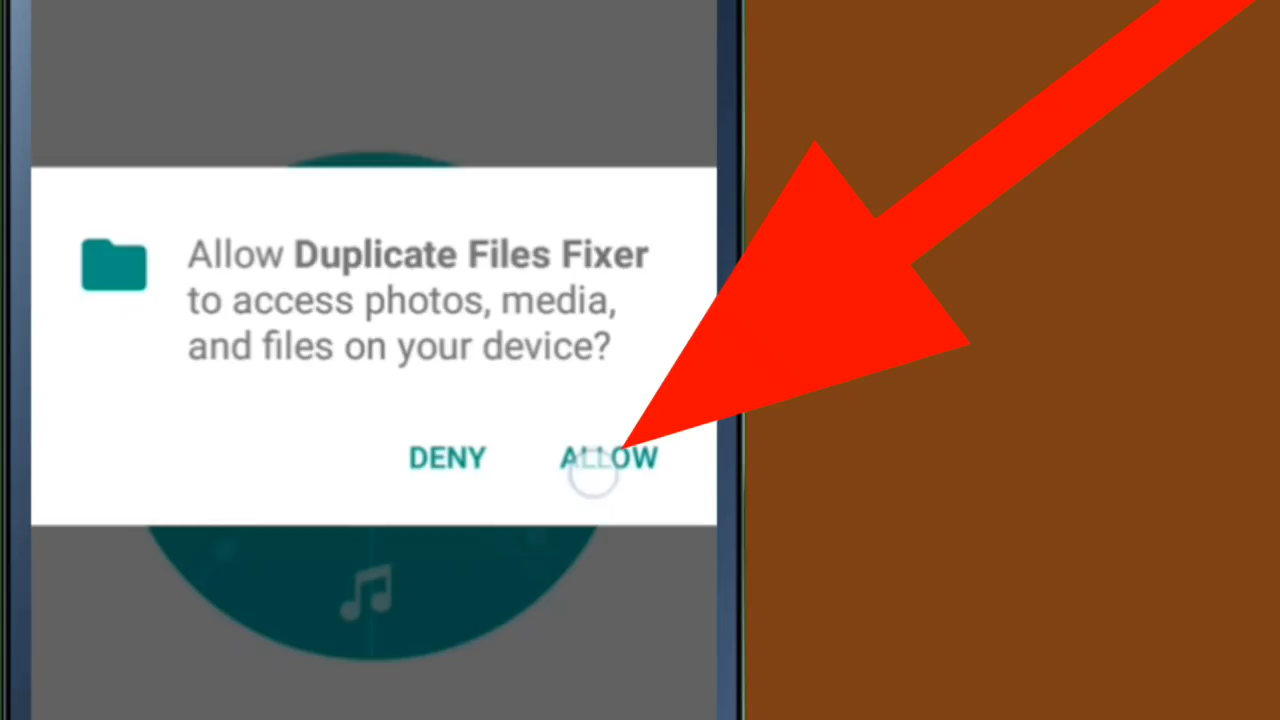 Allow Duplicate Files Fixer
to access photos, media,
and files on your device?
DENY ALLOW